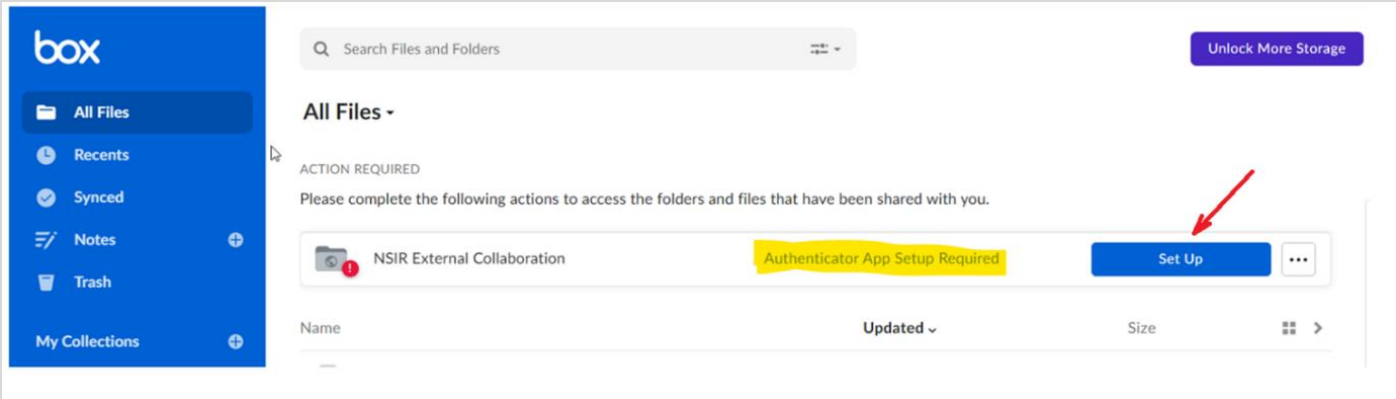 box
Search Files and Folders
Unlock More Storage
All Files
Recents
Synced
Notes
Trash
My Collections
All Files
ACTION REQUIRED
Please complete the following actions to access the folders and files that have been shared with you.
NSIR External Collaboration
Authenticator App Setup Required
Set Up
Name
Updated
Size